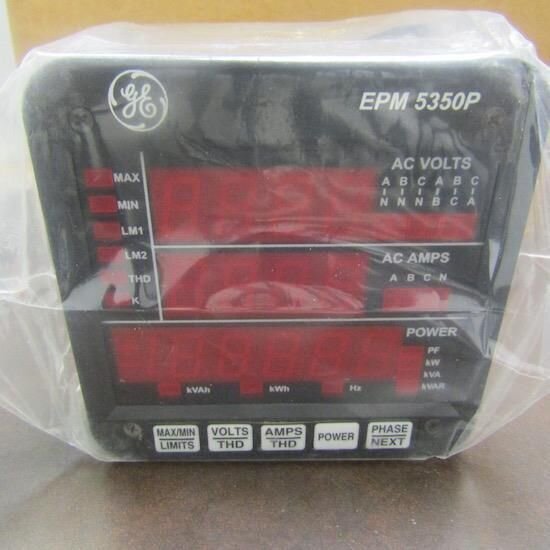 GE
EPM 5350P
AC VOLTS
A B C A B C
I I I I I I
N N N B C A
MAX
MIN
LM1
LM2
THD
K
AC AMPS
A B C N
POWER
PF
kW
kVA
kVAR
kVAh
kWh
Hz
MAX/MIN
LIMITS
VOLTS
THD
AMPS
THD
POWER
PHASE
NEXT